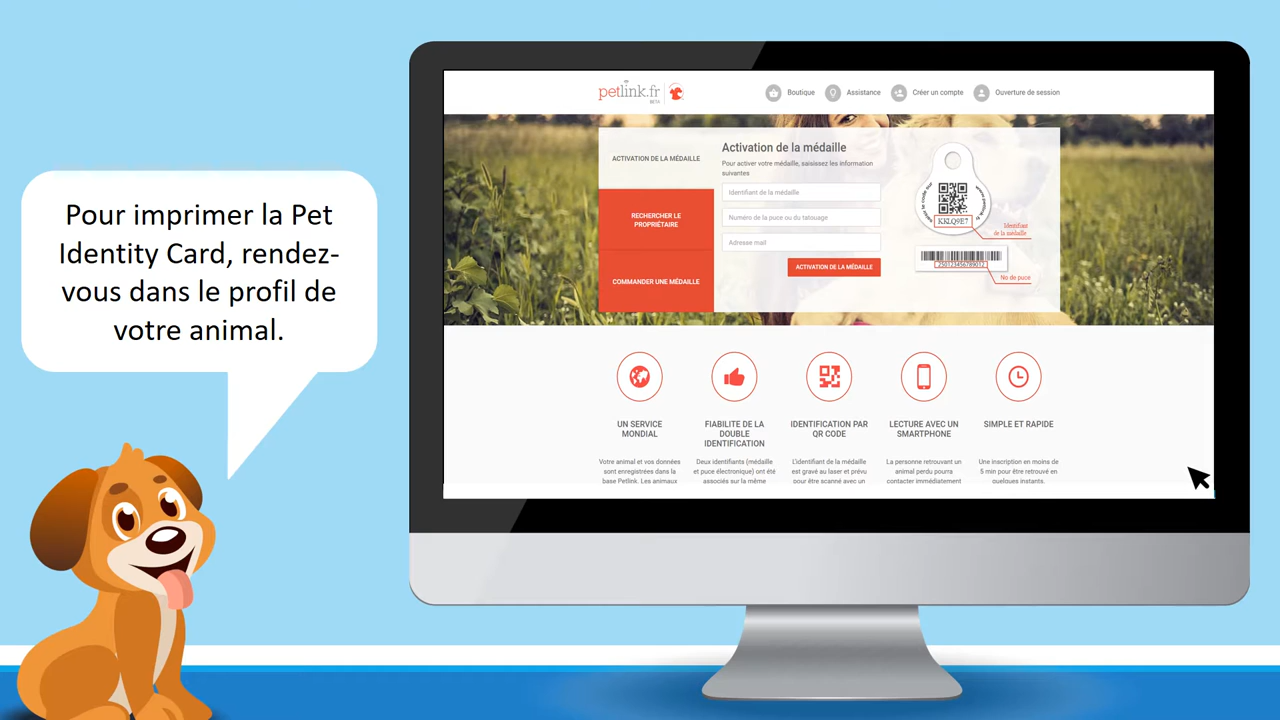 Pour imprimer la Pet
Identity Card, rendez-
vous dans le profil de
votre animal.
petlink.fr
BETA
Boutique
Assistance
Créer un compte
Ouverture de session
ACTIVATION DE LA MÉDAILLE
RECHERCHER LE
PROPRIÉTAIRE
COMMANDER UNE MÉDAILLE
Activation de la médaille
Pour activer votre médaille, saisissez les information
suivantes
Identifiant de la médaille
Numéro de la puce ou du tatouage
Adresse mail
ACTIVATION DE LA MÉDAILLE
www.petlink.fr
KKLQ9E7
Identifiant
de la médaille
250123456789012
No de puce
UN SERVICE
MONDIAL
Votre animal et vos données
sont enregistrées dans la
base Petlink. Les animaux
FIABILITE DE LA
DOUBLE
IDENTIFICATION
Deux identifiants (médaille
et puce électronique) ont été
associés sur la même
IDENTIFICATION PAR
QR CODE
L'identifiant de la médaille
est gravé au laser et prévu
pour être scanné avec un
LECTURE AVEC UN
SMARTPHONE
La personne retrouvant un
animal perdu pourra
contacter immédiatement
SIMPLE ET RAPIDE
Une inscription en moins de
5 min pour être retrouvé en
quelques instants.